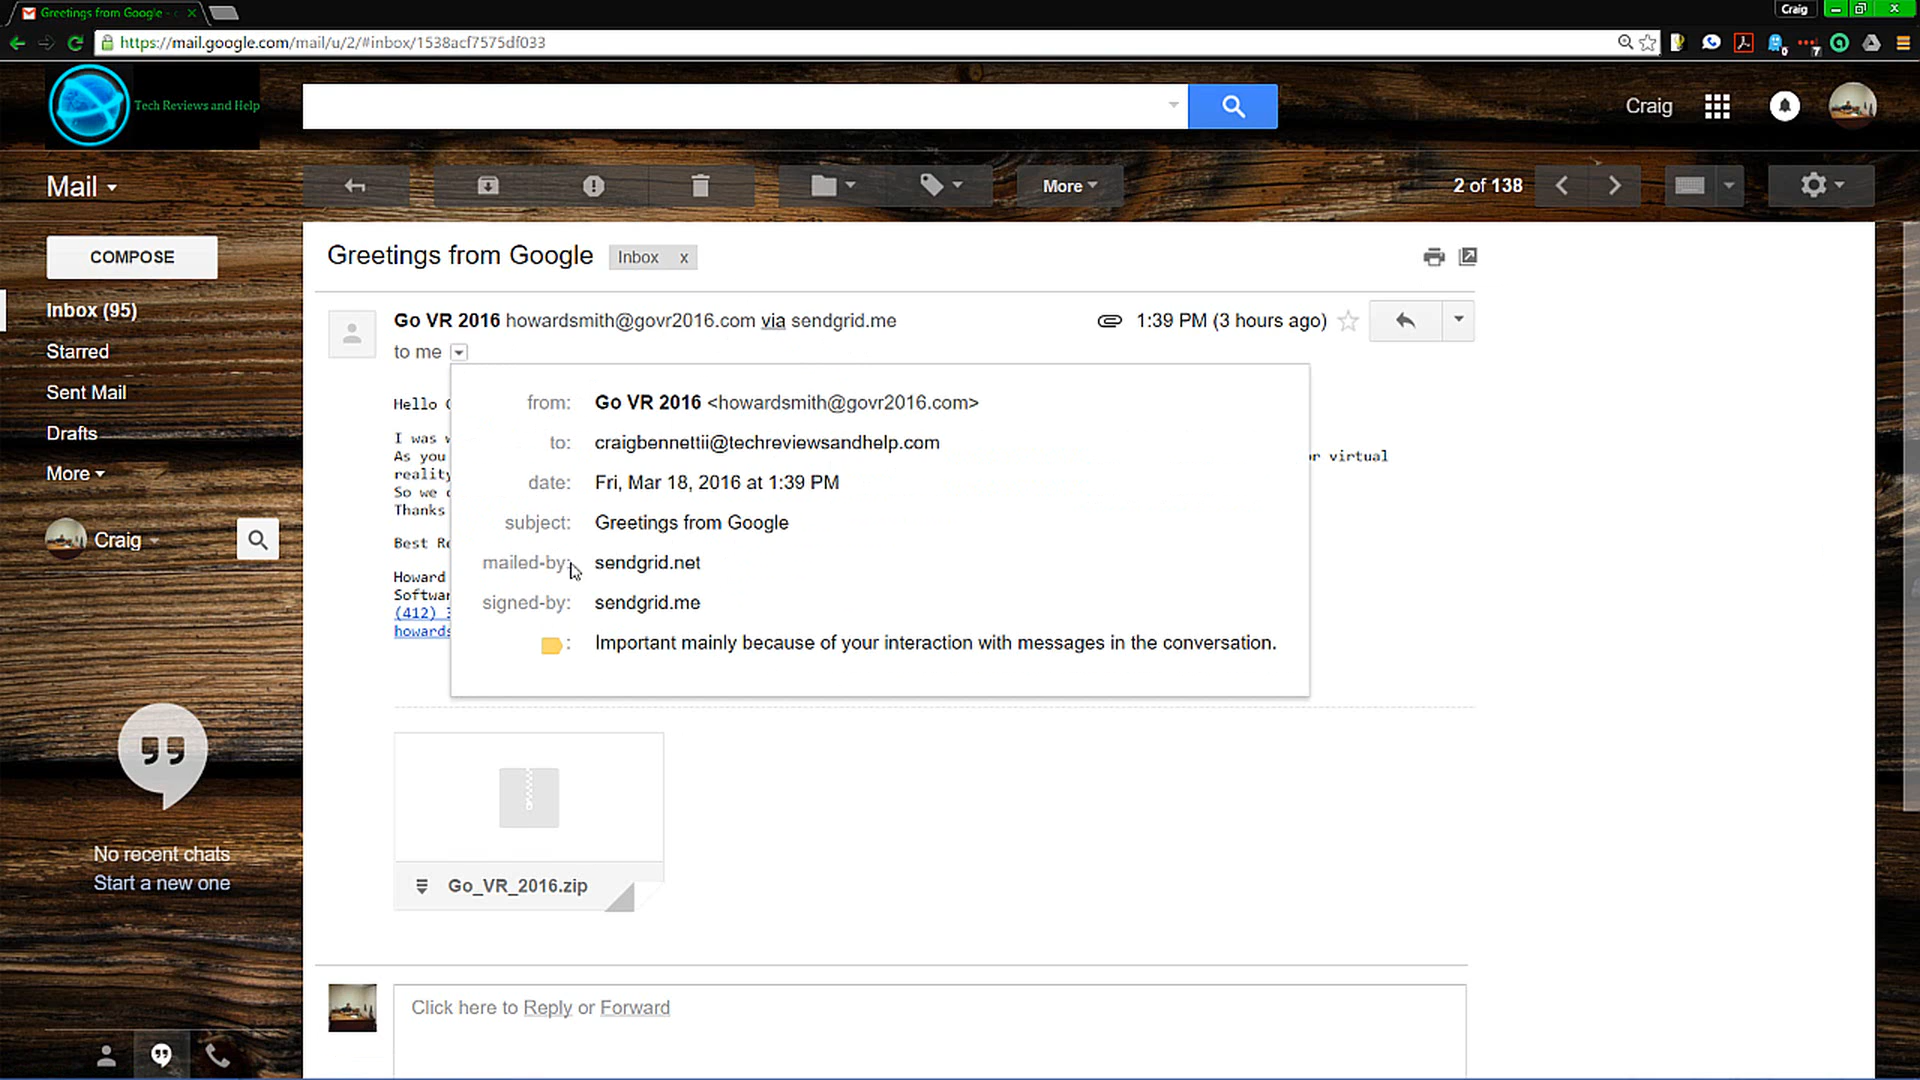 Greetings from Google -
Craig
https://mail.google.com/mail/u/2/#inbox/1538acf7575df033
Tech Reviews and Help
Craig
Mail
More
2 of 138
COMPOSE
Inbox (95)
Starred
Sent Mail
Drafts
More
Craig
No recent chats
Start a new one
Greetings from Google
Inbox x
Go VR 2016 howardsmith@govr2016.com via sendgrid.me
1:39 PM (3 hours ago)
to me
Hello
I was
As you
r virtual
reality
So we
Thanks
Best
Howard
(412)
howards
from: Go VR 2016 <howardsmith@govr2016.com>
to: craigbennettii@techreviewsandhelp.com
date: Fri, Mar 18, 2016 at 1:39 PM
subject: Greetings from Google
mailed-by: sendgrid.net
signed-by: sendgrid.me
: Important mainly because of your interaction with messages in the conversation.
Go_VR_2016.zip
Click here to Reply or Forward